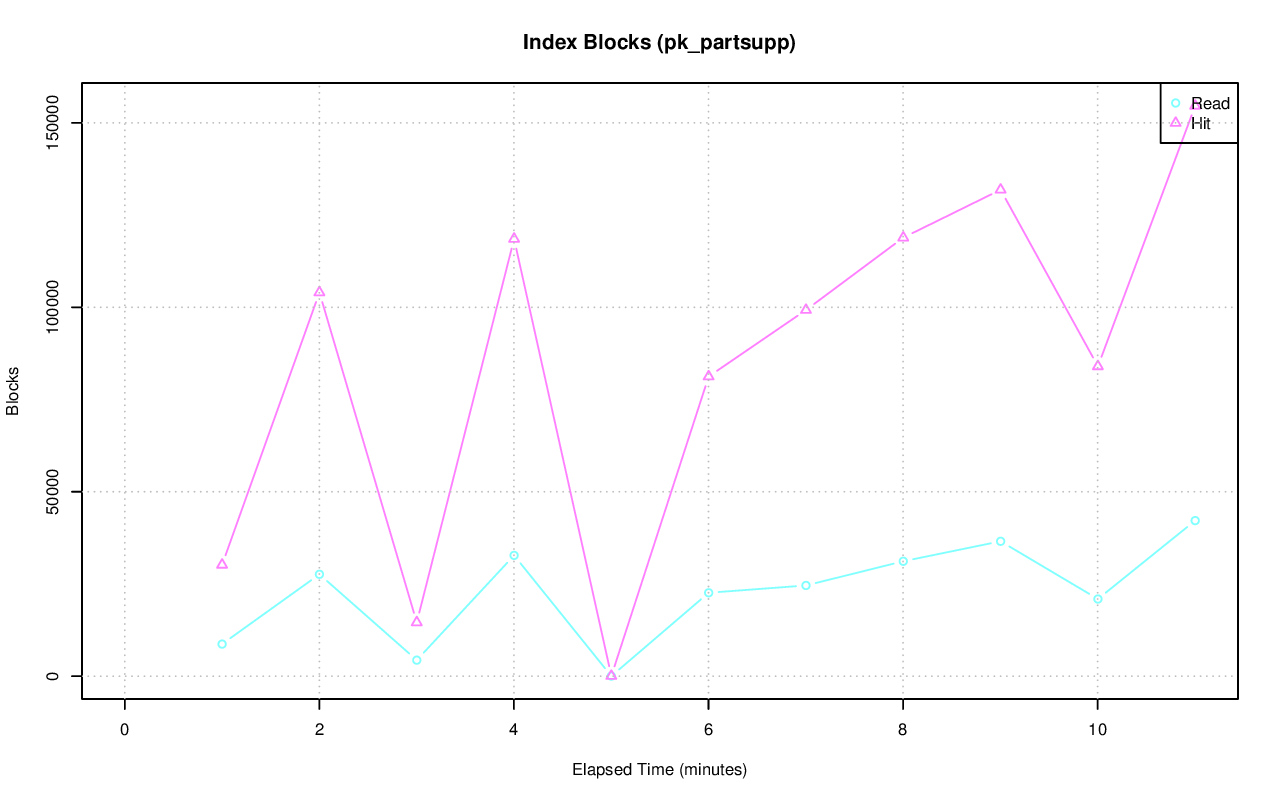 Index Blocks (pk_partsupp)
Read
Hit
150000
100000
50000
0
Blocks
0 2 4 6 8 10
Elapsed Time (minutes)